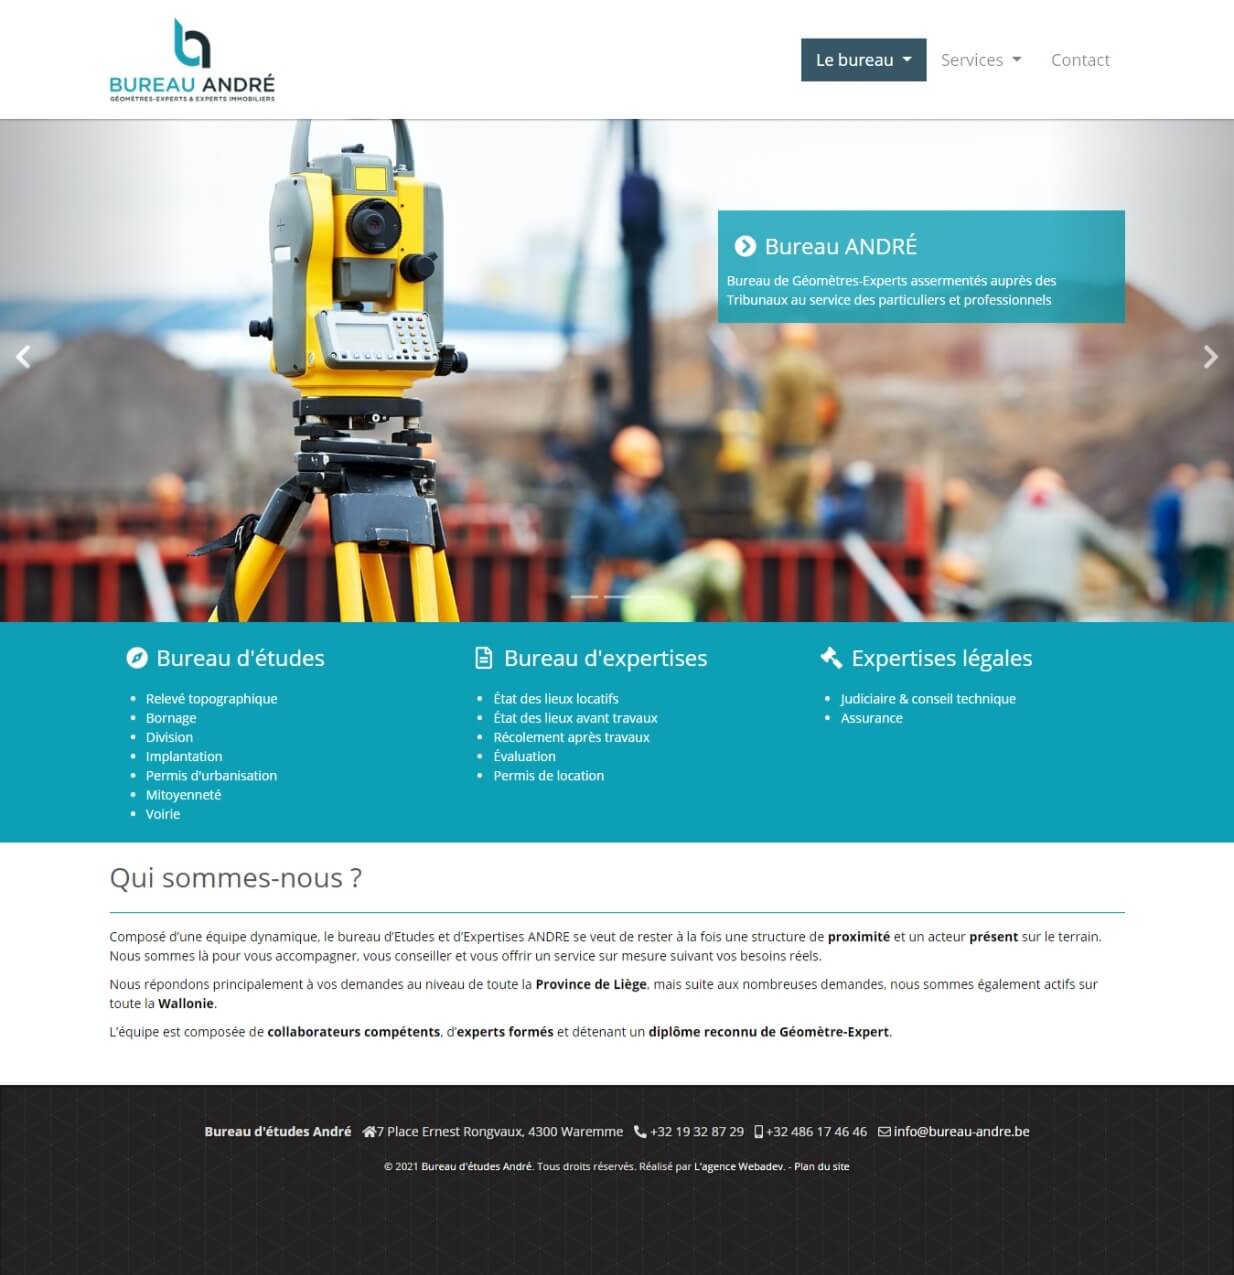 BUREAU ANDRÉ
GÉOMÈTRES-EXPERTS & EXPERTS IMMOBILIERS
Le bureau
Services
Contact
Bureau ANDRÉ
Bureau de Géomètres-Experts assermentés auprès des
Tribunaux au service des particuliers et professionnels
Bureau d'études
Relevé topographique
Bornage
Division
Implantation
Permis d'urbanisation
Mitoyenneté
Voirie
Bureau d'expertises
État des lieux locatifs
État des lieux avant travaux
Récolement après travaux
Évaluation
Permis de location
Expertises légales
Judiciaire & conseil technique
Assurance
Qui sommes-nous ?
Composé d’une équipe dynamique, le bureau d’Etudes et d’Expertises ANDRE se veut de rester à la fois une structure de proximité et un acteur présent sur le terrain.
Nous sommes là pour vous accompagner, vous conseiller et vous offrir un service sur mesure suivant vos besoins réels.
Nous répondons principalement à vos demandes au niveau de toute la Province de Liège, mais suite aux nombreuses demandes, nous sommes également actifs sur
toute la Wallonie.
L’équipe est composée de collaborateurs compétents, d’experts formés et détenant un diplôme reconnu de Géomètre-Expert.
Bureau d'études André 7 Place Ernest Rongvaux, 4300 Waremme +32 19 32 87 29 +32 486 17 46 46 info@bureau-andre.be
© 2021 Bureau d'études André. Tous droits réservés. Réalisé par L'agence Webadev. - Plan du site